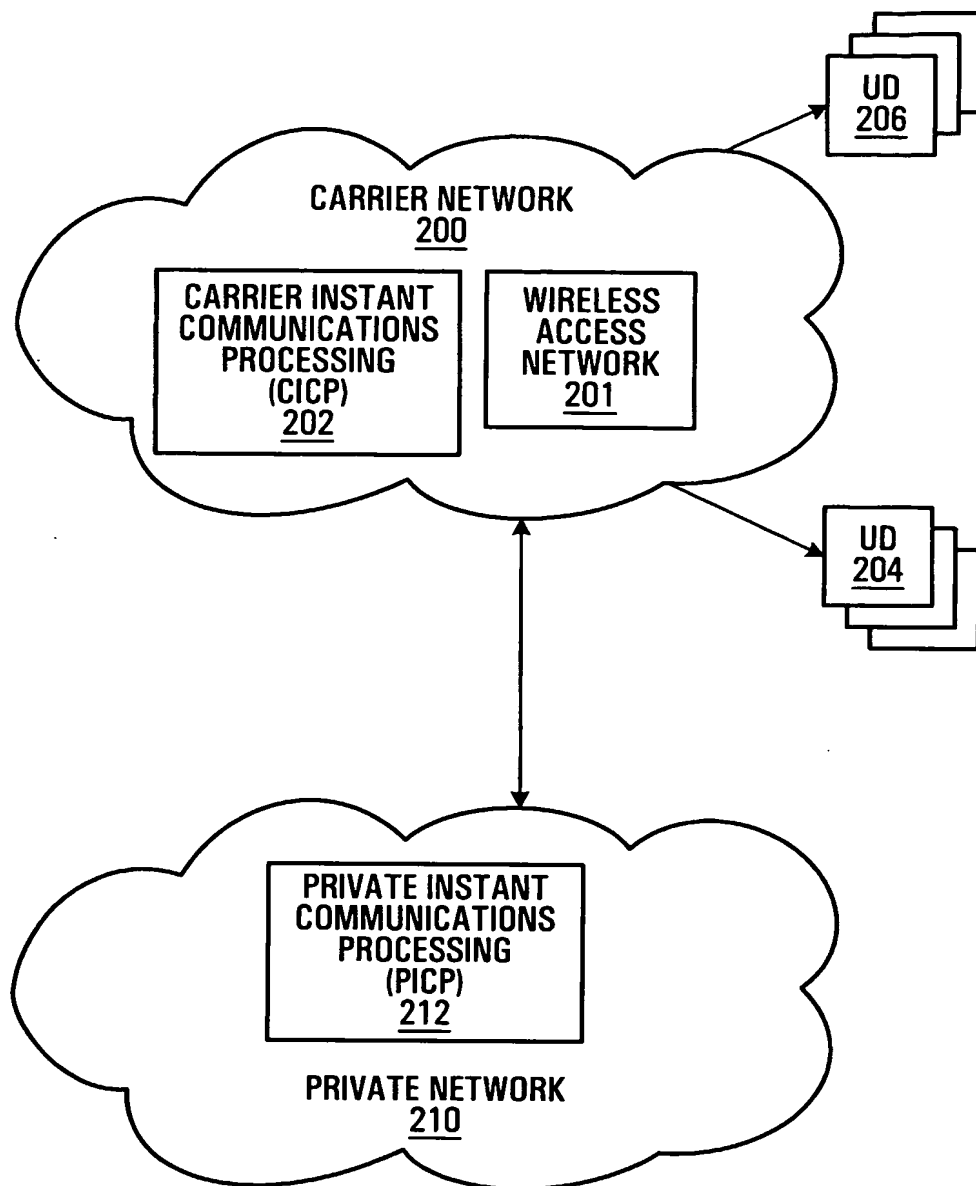 UD
206
CARRIER NETWORK
200
CARRIER INSTANT
COMMUNICATIONS
PROCESSING
(CICP)
202
WIRELESS
ACCESS
NETWORK
201
UD
204
PRIVATE INSTANT
COMMUNICATIONS
PROCESSING
(PICP)
212
PRIVATE NETWORK
210